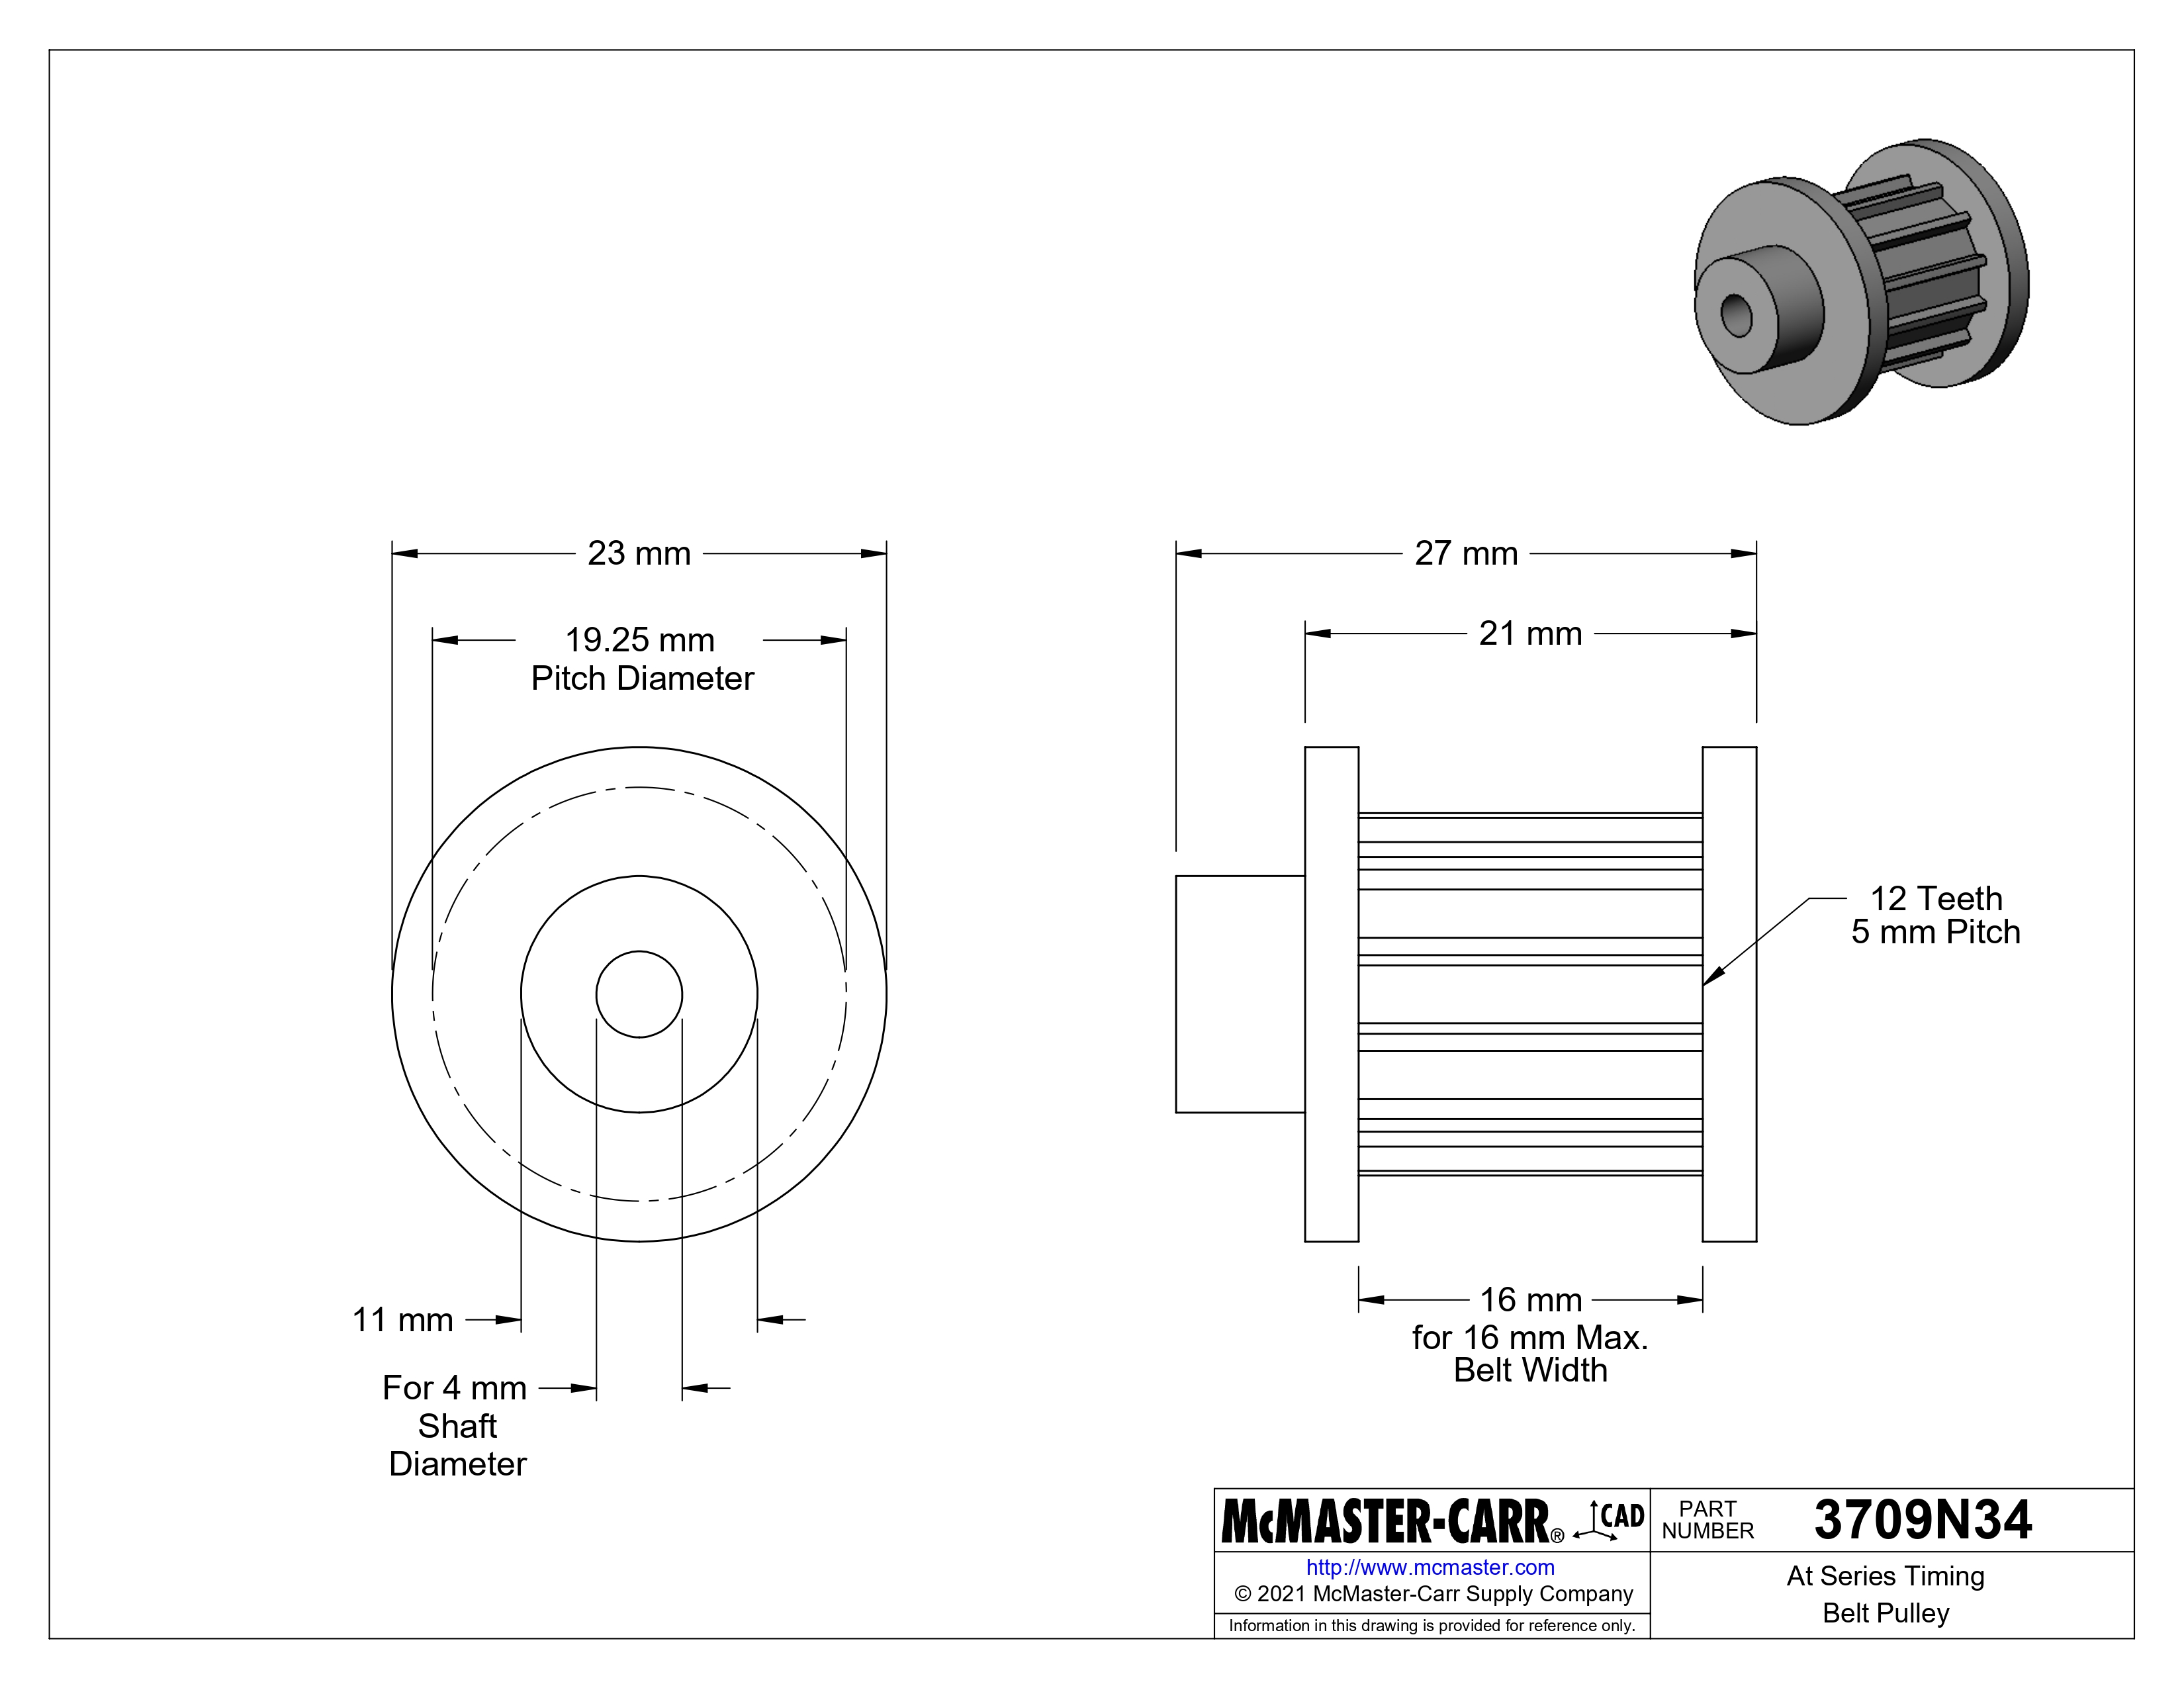 23 mm
27 mm
19.25 mm
Pitch Diameter
21 mm
12 Teeth
5 mm Pitch
11 mm
16 mm
for 16 mm Max.
Belt Width
For 4 mm
Shaft
Diameter
McMASTER-CARR® CAD
http://www.mcmaster.com
© 2021 McMaster-Carr Supply Company
Information in this drawing is provided for reference only.
PART
NUMBER
3709N34
At Series Timing
Belt Pulley